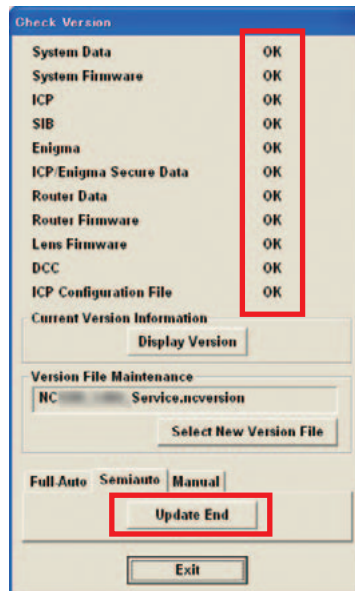 Check Version
System Data OK
System Firmware OK
ICP OK
SIB OK
Enigma OK
ICP/Enigma Secure Data OK
Router Data OK
Router Firmware OK
Lens Firmware OK
DCC OK
ICP Configuration File OK
Current Version Information
Display Version
Version File Maintenance
NC Service.ncversion
Select New Version File
Full-Auto Semiauto Manual
Update End
Exit